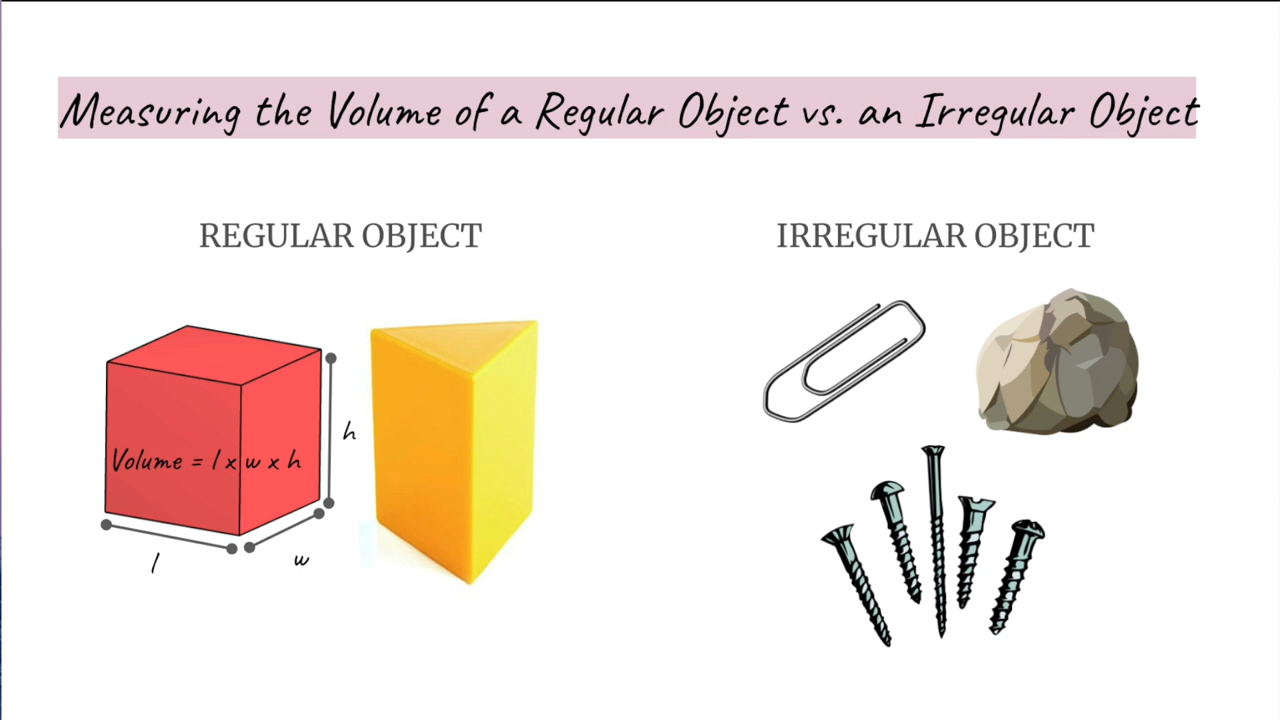 Measuring the Volume of a Regular Object vs. an Irregular Object
REGULAR OBJECT
IRREGULAR OBJECT
h
Volume = l x w x h
l
w